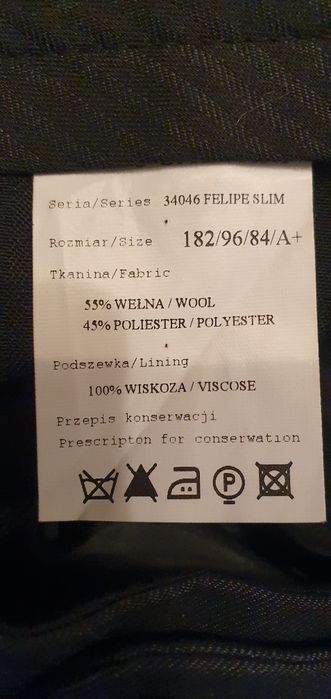 Seria/Series 34046 FELIPE SLIM
Rozmiar/Size 182/96/84/A+
Tkanina/Fabric
55% WEŁNA / WOOL
45% POLIESTER / POLYESTER
Podszewka/Lining
100% WISKOZA / VISCOSE
Przepis konserwacji
Prescripton for conserwation
P